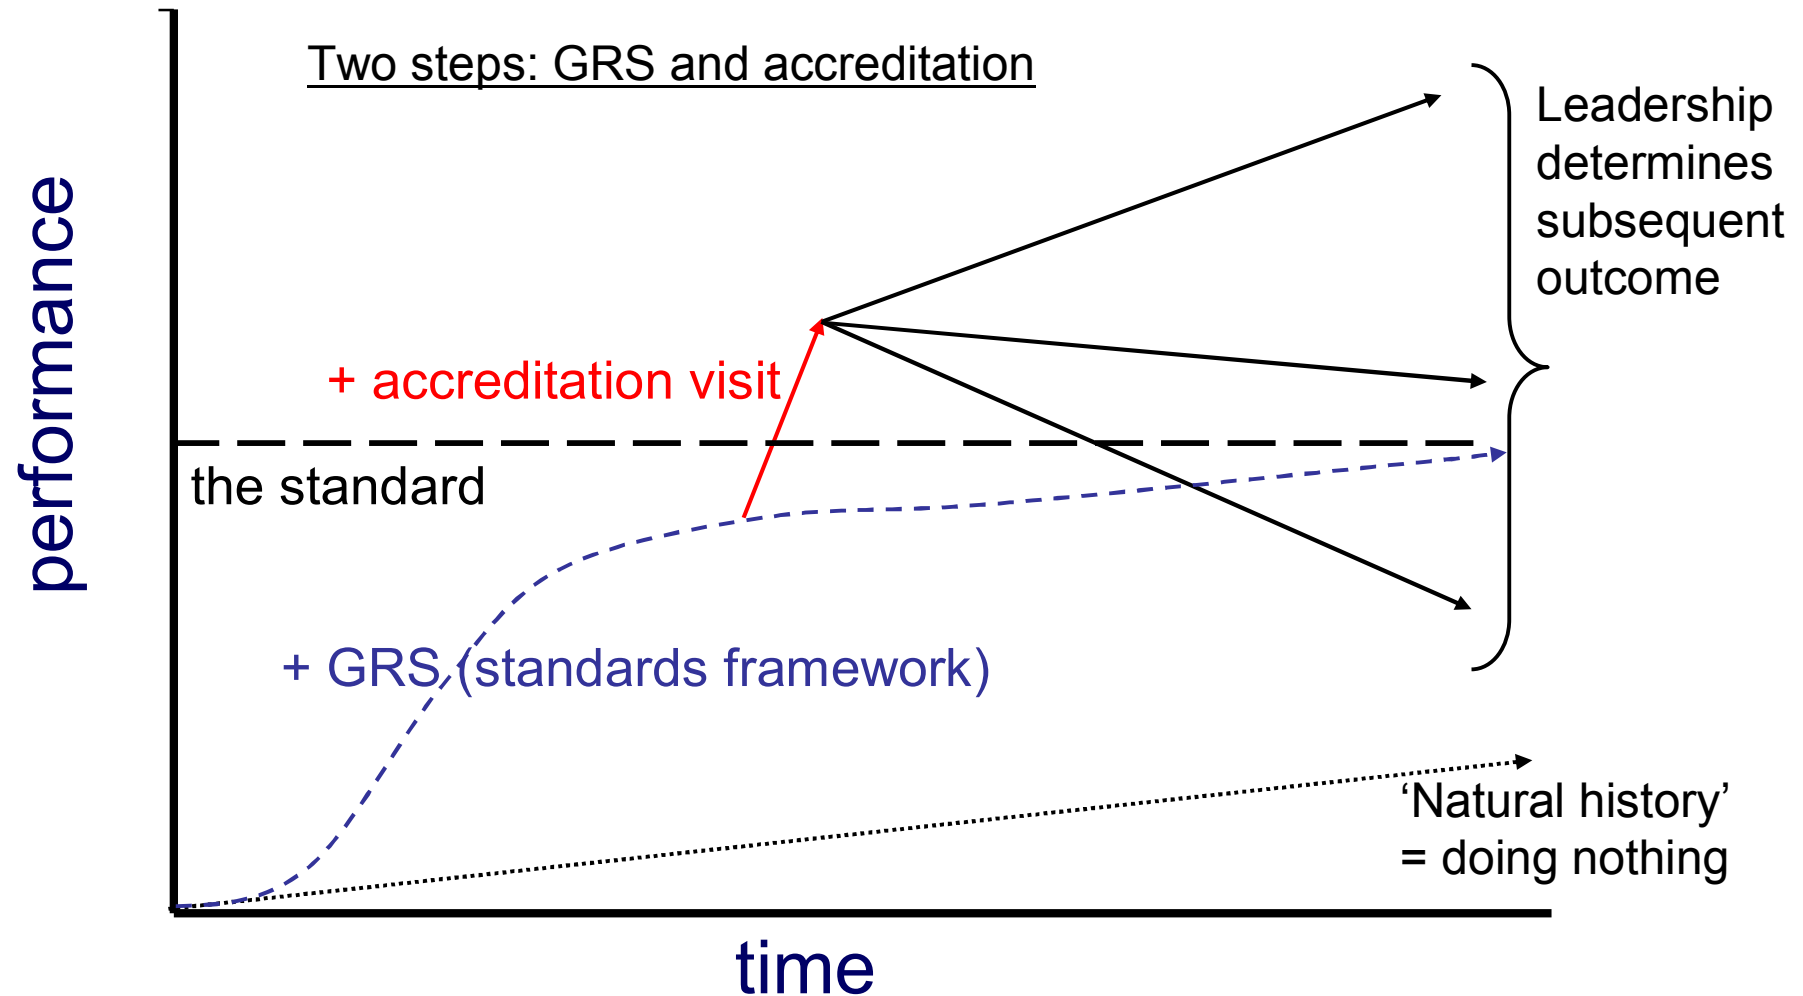 Two steps: GRS and accreditation
Leadership
determines
subsequent
outcome
performance
+ accreditation visit
the standard
+ GRS (standards framework)
‘Natural history’
= doing nothing
time